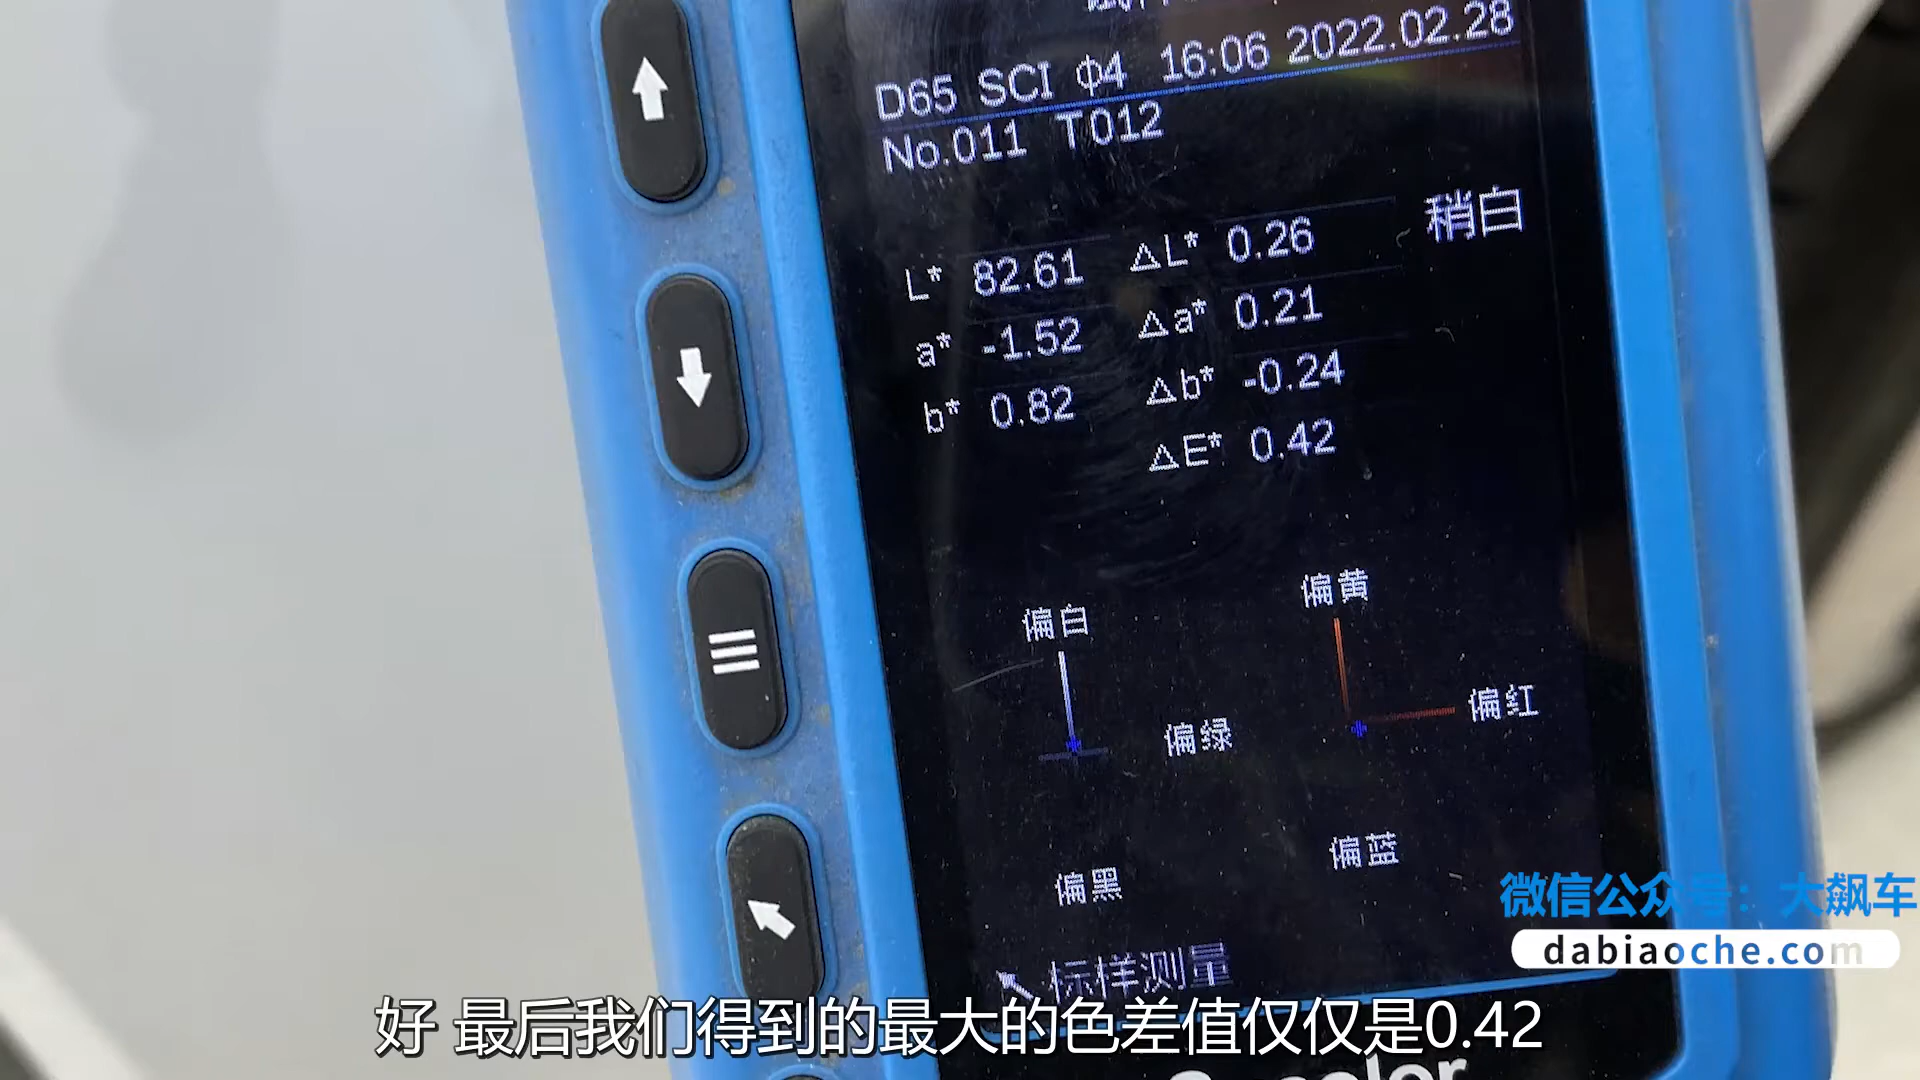 D65 SCI Φ4 16:06 2022.02.28
No.011 T012
稍白
L* 82.61 ΔL* 0.26
a* -1.52 Δa* 0.21
b* 0.82 Δb* -0.24
ΔE* 0.42
偏白 偏黄
偏绿 偏红
偏黑 偏蓝
标样测量
微信公众号：大飙车
dabiaoche.com
好 最后我们得到的最大的色差值仅仅是0.42